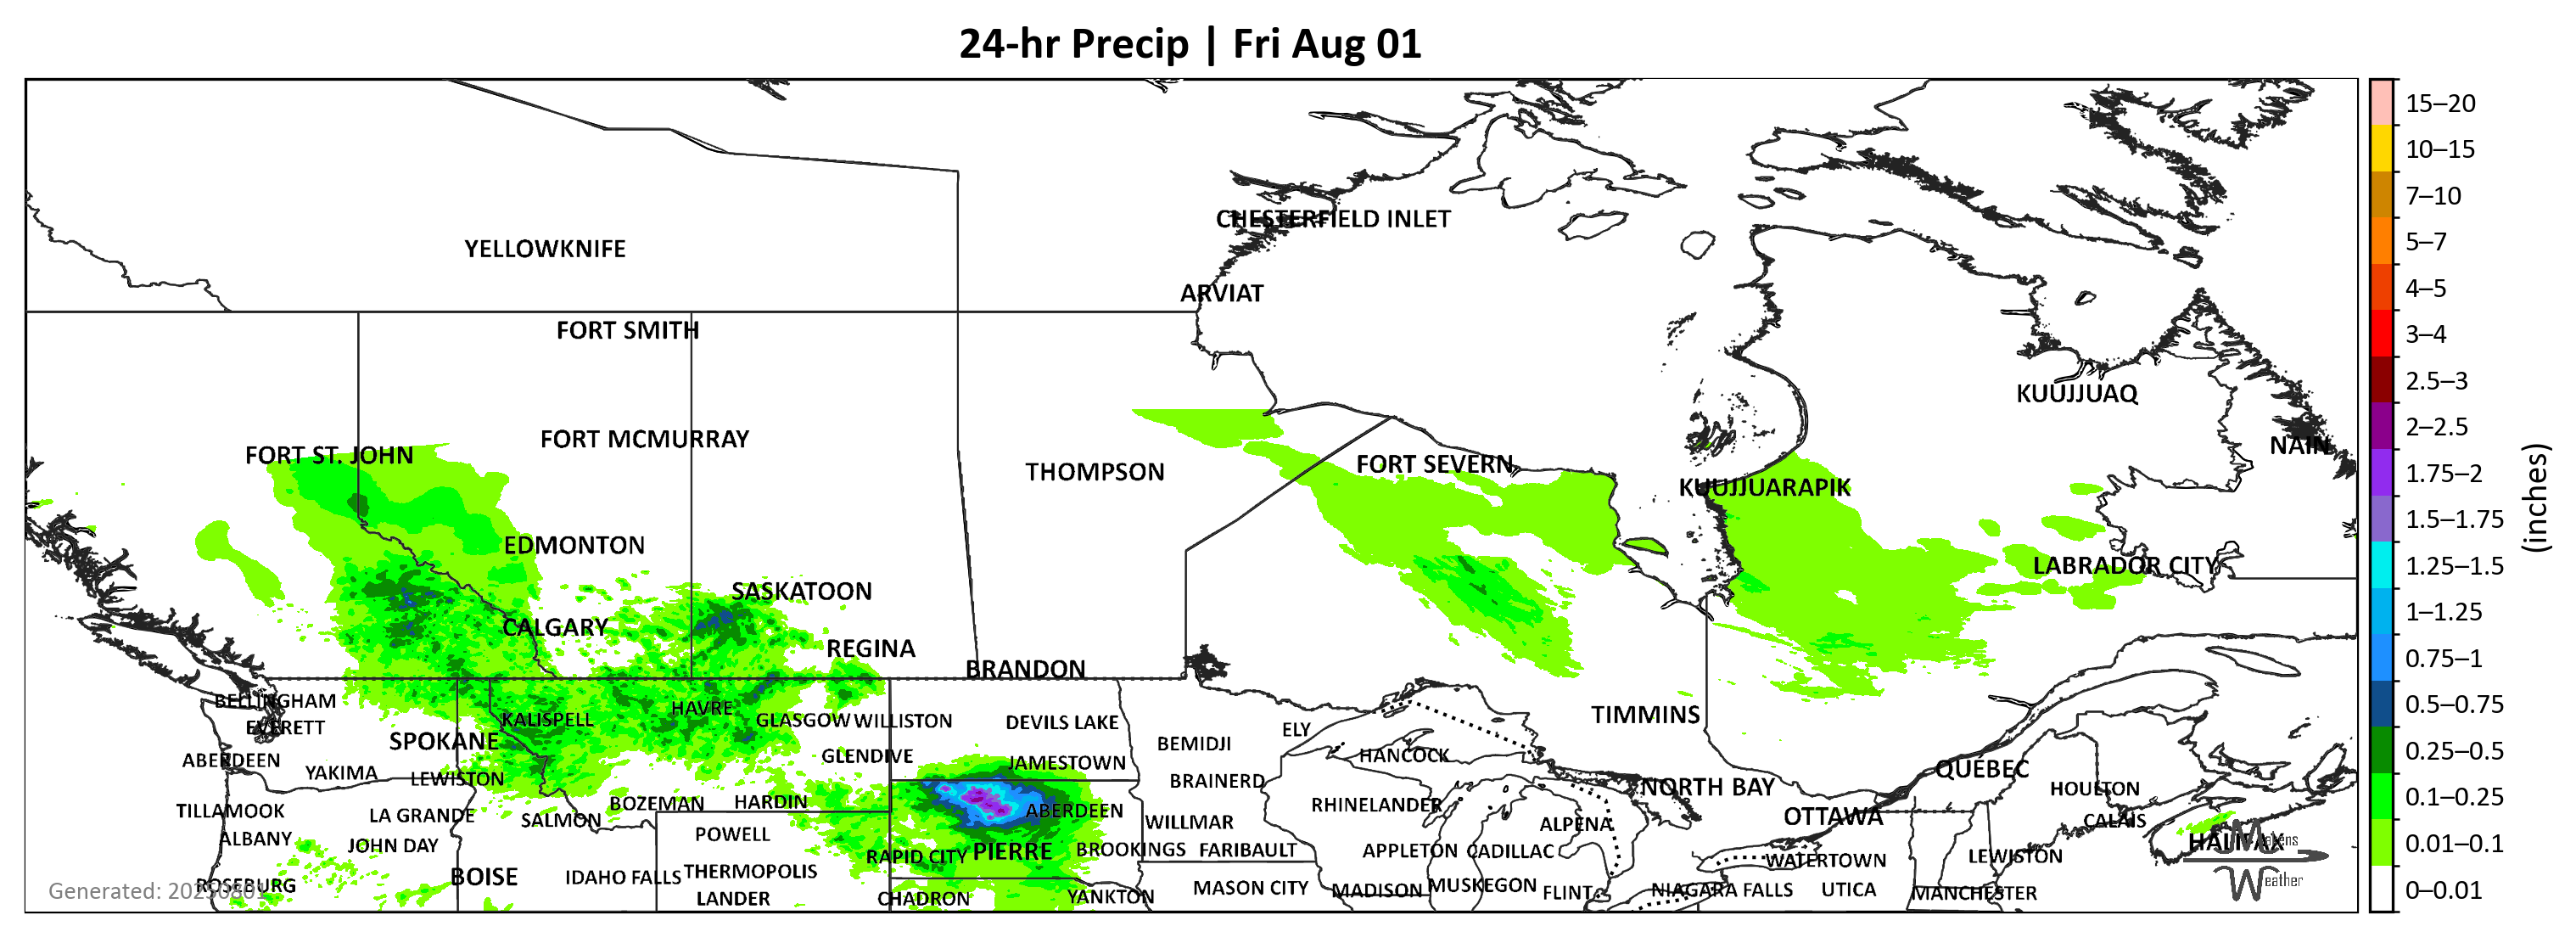 24-hr Precip | Fri Aug 01
15–20
10–15
7–10
5–7
4–5
3–4
2.5–3
2–2.5
1.75–2
1.5–1.75
1.25–1.5
1–1.25
0.75–1
0.5–0.75
0.25–0.5
0.1–0.25
0.01–0.1
0–0.01
(inches)
CHESTERFIELD INLET
YELLOWKNIFE
ARVIAT
FORT SMITH
KUUJJUAQ
FORT MCMURRAY
NAIN
FORT ST. JOHN
FORT SEVERN
THOMPSON
KUUJJUARAPIK
EDMONTON
LABRADOR CITY
SASKATOON
CALGARY
REGINA
BRANDON
BELLINGHAM
HAVRE
TIMMINS
KALISPELL
GLASGOW
WILLISTON
DEVILS LAKE
EVERETT
ELY
SPOKANE
BEMIDJI
GLENDIVE
HANCOCK
ABERDEEN
JAMESTOWN
QUÉBEC
YAKIMA
LEWISTON
BRAINERD
NORTH BAY
HOULTON
BOZEMAN
HARDIN
RHINELANDER
TILLAMOOK
LA GRANDE
ABERDEEN
SALMON
WILLMAR
ALPENA
OTTAWA
CALAIS
POWELL
ALBANY
JOHN DAY
HALIFAX
Makens
Weather
RAPID CITY
PIERRE
BROOKINGS
FARIBAULT
APPLETON
CADILLAC
WATERTOWN
LEWISTON
THERMOPOLIS
BOISE
IDAHO FALLS
ROSEBURG
Generated: 20250801
MASON CITY
MADISON
MUSKEGON
FLINT
NIAGARA FALLS
UTICA
MANCHESTER
LANDER
CHADRON
YANKTON